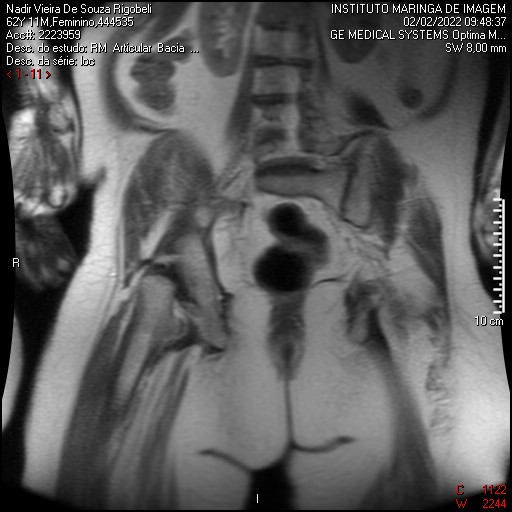 Nadir Vieira De Souza Rigobeli
62Y 11M,Feminino,444535
Acc#: 2223959
Desc. do estudo: RM Articular Bacia ...
Desc. da série: loc
< 1 - 11 >
INSTITUTO MARINGA DE IMAGEM
02/02/2022 09:48:37
GE MEDICAL SYSTEMS Optima M...
SW 8,00 mm
R
10 cm
I
C 1122
W 2244